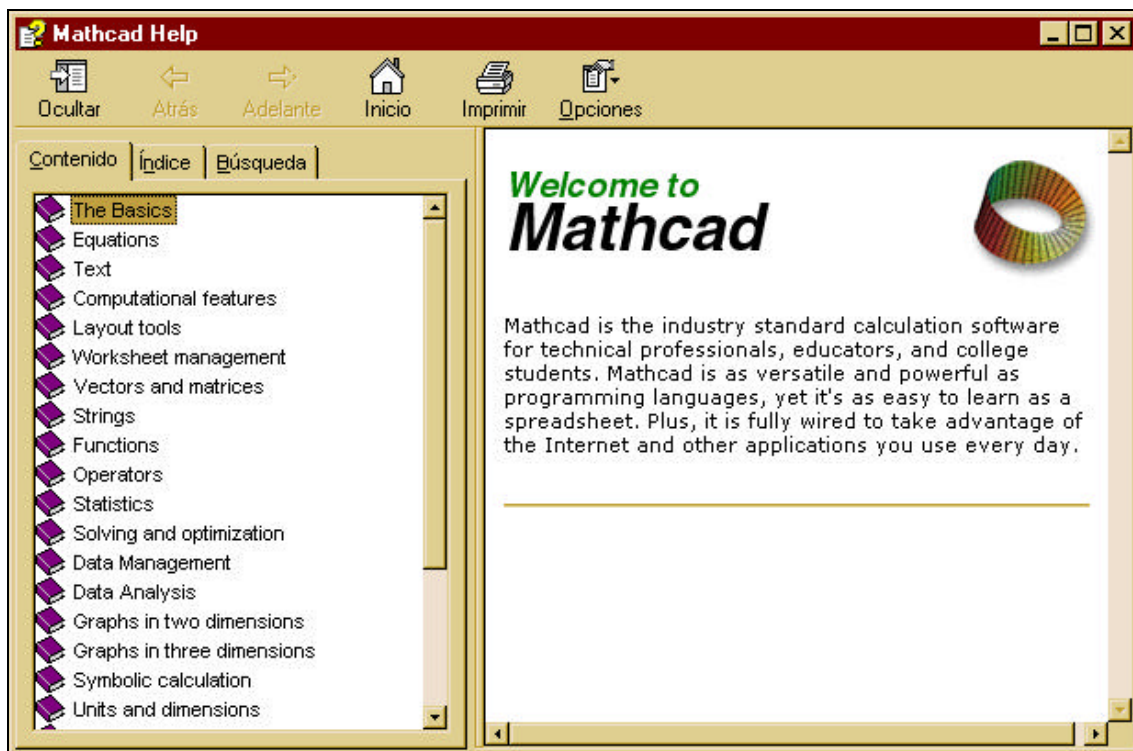 Mathcad Help
Ocultar Atrás Adelante Inicio Imprimir Opciones
Contenido Índice Búsqueda
The Basics
Equations
Text
Computational features
Layout tools
Worksheet management
Vectors and matrices
Strings
Functions
Operators
Statistics
Solving and optimization
Data Management
Data Analysis
Graphs in two dimensions
Graphs in three dimensions
Symbolic calculation
Units and dimensions
Welcome to
Mathcad
Mathcad is the industry standard calculation software
for technical professionals, educators, and college
students. Mathcad is as versatile and powerful as
programming languages, yet it's as easy to learn as a
spreadsheet. Plus, it is fully wired to take advantage of
the Internet and other applications you use every day.